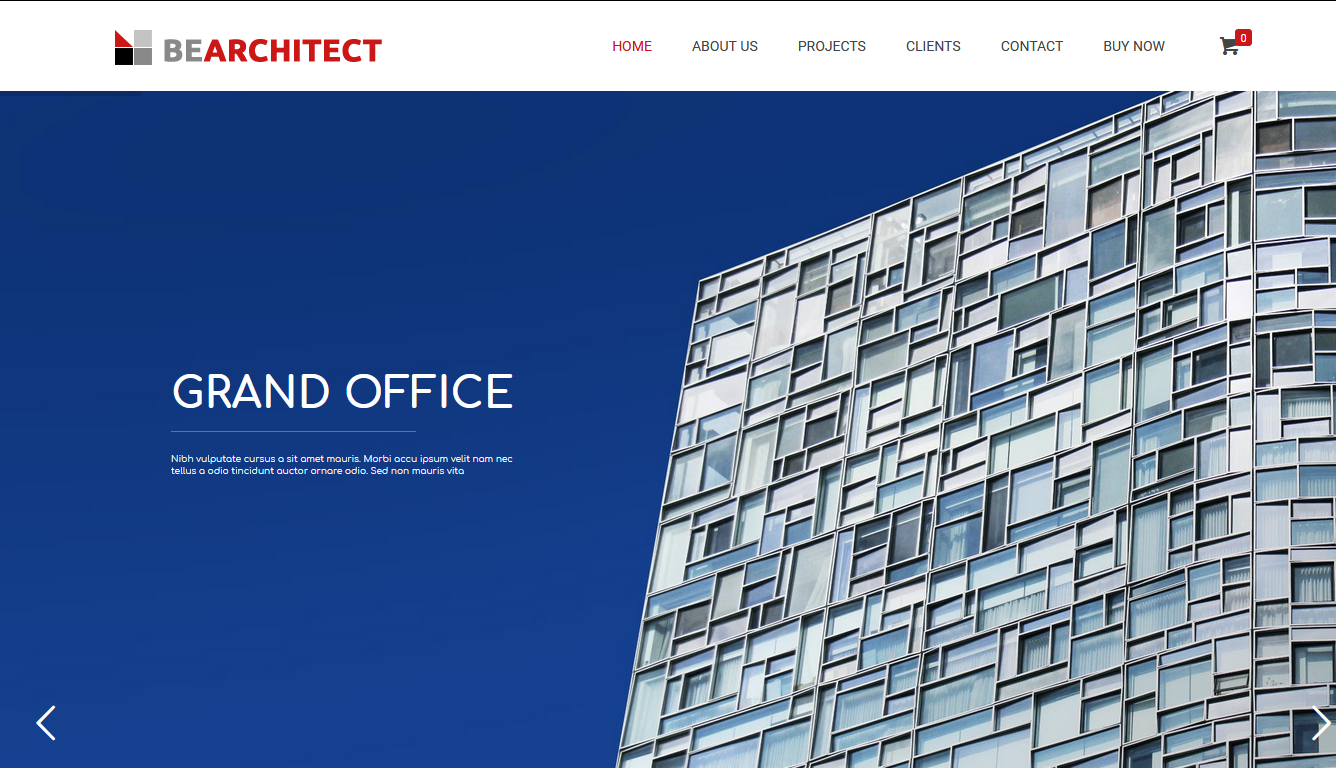 BEARCHITECT
HOME ABOUT US PROJECTS CLIENTS CONTACT BUY NOW 0
GRAND OFFICE
Nibh vulputate cursus a sit amet mauris. Morbi accu ipsum velit nam nec
tellus a odio tincidunt auctor ornare odio. Sed non mauris vita